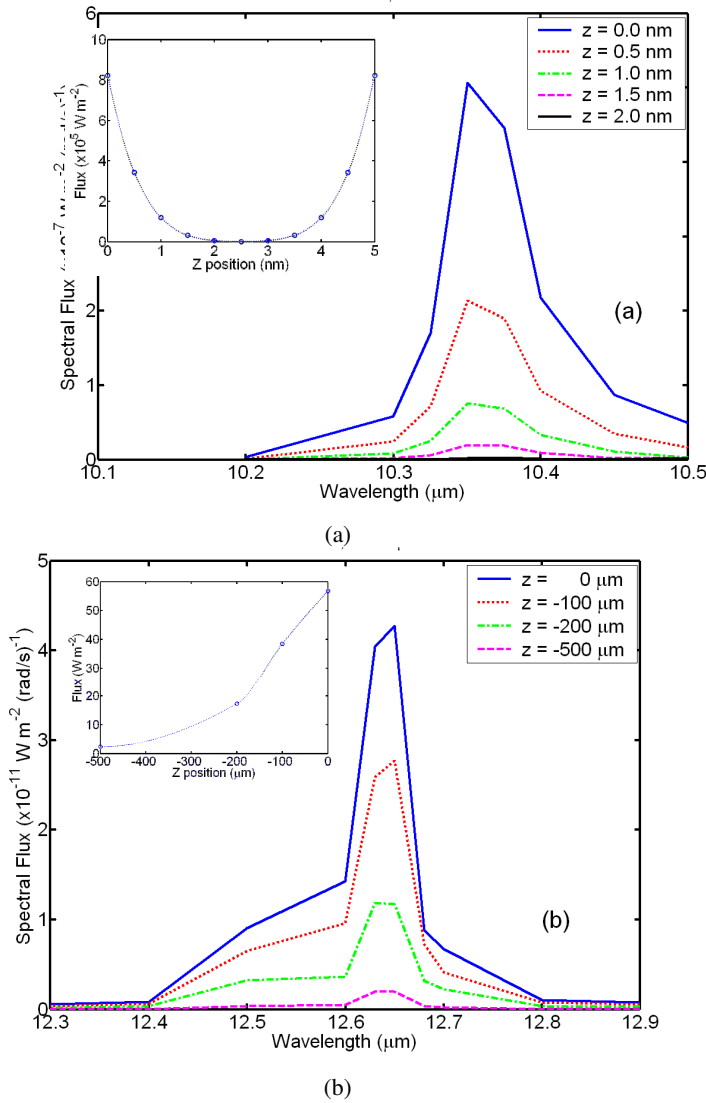 6
z = 0.0 nm
z = 0.5 nm
z = 1.0 nm
z = 1.5 nm
z = 2.0 nm
10
8
6
4
2
0
Flux (x10⁵ W m⁻²)
0 1 2 3 4 5
Z position (nm)
2
1
0
Spectral Flux
W m⁻²
(a)
10.1 10.2 10.3 10.4 10.5
Wavelength (μm)
(a)
5
4
3
2
1
0
Spectral Flux (x10⁻¹¹ W m⁻² (rad/s)⁻¹)
z = 0 μm
z = -100 μm
z = -200 μm
z = -500 μm
60
50
40
30
20
10
0
Flux (W m⁻²)
-500 -400 -300 -200 -100 0
Z position (μm)
(b)
12.3 12.4 12.5 12.6 12.7 12.8 12.9
Wavelength (μm)
(b)